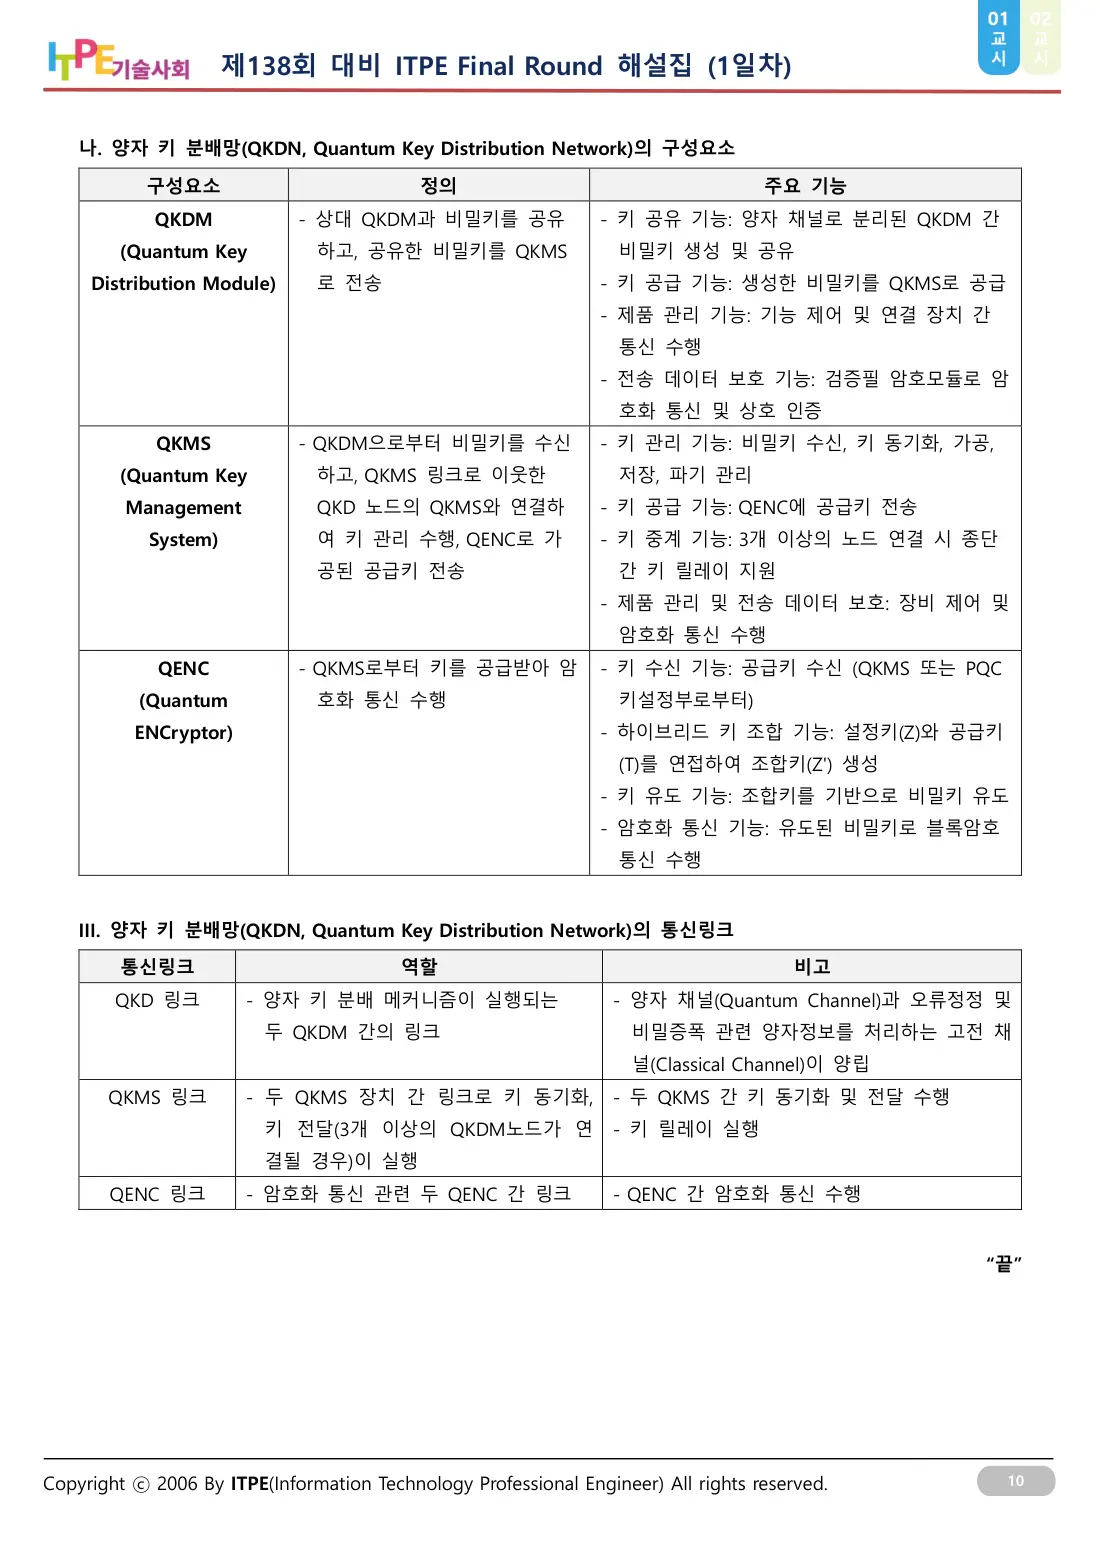 01
교
시
02
교
시
ITPE기술사회 제138회 대비 ITPE Final Round 해설집 (1일차)
나. 양자 키 분배망(QKDN, Quantum Key Distribution Network)의 구성요소
구성요소 정의 주요 기능
QKDM
(Quantum Key
Distribution Module)
- 상대 QKDM과 비밀키를 공유
하고, 공유한 비밀키를 QKMS
로 전송
- 키 공유 기능: 양자 채널로 분리된 QKDM 간
비밀키 생성 및 공유
- 키 공급 기능: 생성한 비밀키를 QKMS로 공급
- 제품 관리 기능: 기능 제어 및 연결 장치 간
통신 수행
- 전송 데이터 보호 기능: 검증필 암호모듈로 암
호화 통신 및 상호 인증
QKMS
(Quantum Key
Management
System)
- QKDM으로부터 비밀키를 수신
하고, QKMS 링크로 이웃한
QKD 노드의 QKMS와 연결하
여 키 관리 수행, QENC로 가
공된 공급키 전송
- 키 관리 기능: 비밀키 수신, 키 동기화, 가공,
저장, 파기 관리
- 키 공급 기능: QENC에 공급키 전송
- 키 중계 기능: 3개 이상의 노드 연결 시 종단
간 키 릴레이 지원
- 제품 관리 및 전송 데이터 보호: 장비 제어 및
암호화 통신 수행
QENC
(Quantum
ENCryptor)
- QKMS로부터 키를 공급받아 암
호화 통신 수행
- 키 수신 기능: 공급키 수신 (QKMS 또는 PQC
키설정부로부터)
- 하이브리드 키 조합 기능: 설정키(Z)와 공급키
(T)를 연접하여 조합키(Z') 생성
- 키 유도 기능: 조합키를 기반으로 비밀키 유도
- 암호화 통신 기능: 유도된 비밀키로 블록암호
통신 수행
III. 양자 키 분배망(QKDN, Quantum Key Distribution Network)의 통신링크
통신링크 역할 비고
QKD 링크
- 양자 키 분배 메커니즘이 실행되는
두 QKDM 간의 링크
- 양자 채널(Quantum Channel)과 오류정정 및
비밀증폭 관련 양자정보를 처리하는 고전 채
널(Classical Channel)이 양립
QKMS 링크
- 두 QKMS 장치 간 링크로 키 동기화,
키 전달(3개 이상의 QKDM노드가 연
결될 경우)이 실행
- 두 QKMS 간 키 동기화 및 전달 수행
- 키 릴레이 실행
QENC 링크
- 암호화 통신 관련 두 QENC 간 링크
- QENC 간 암호화 통신 수행
“끝”
Copyright ⓒ 2006 By ITPE(Information Technology Professional Engineer) All rights reserved.
10